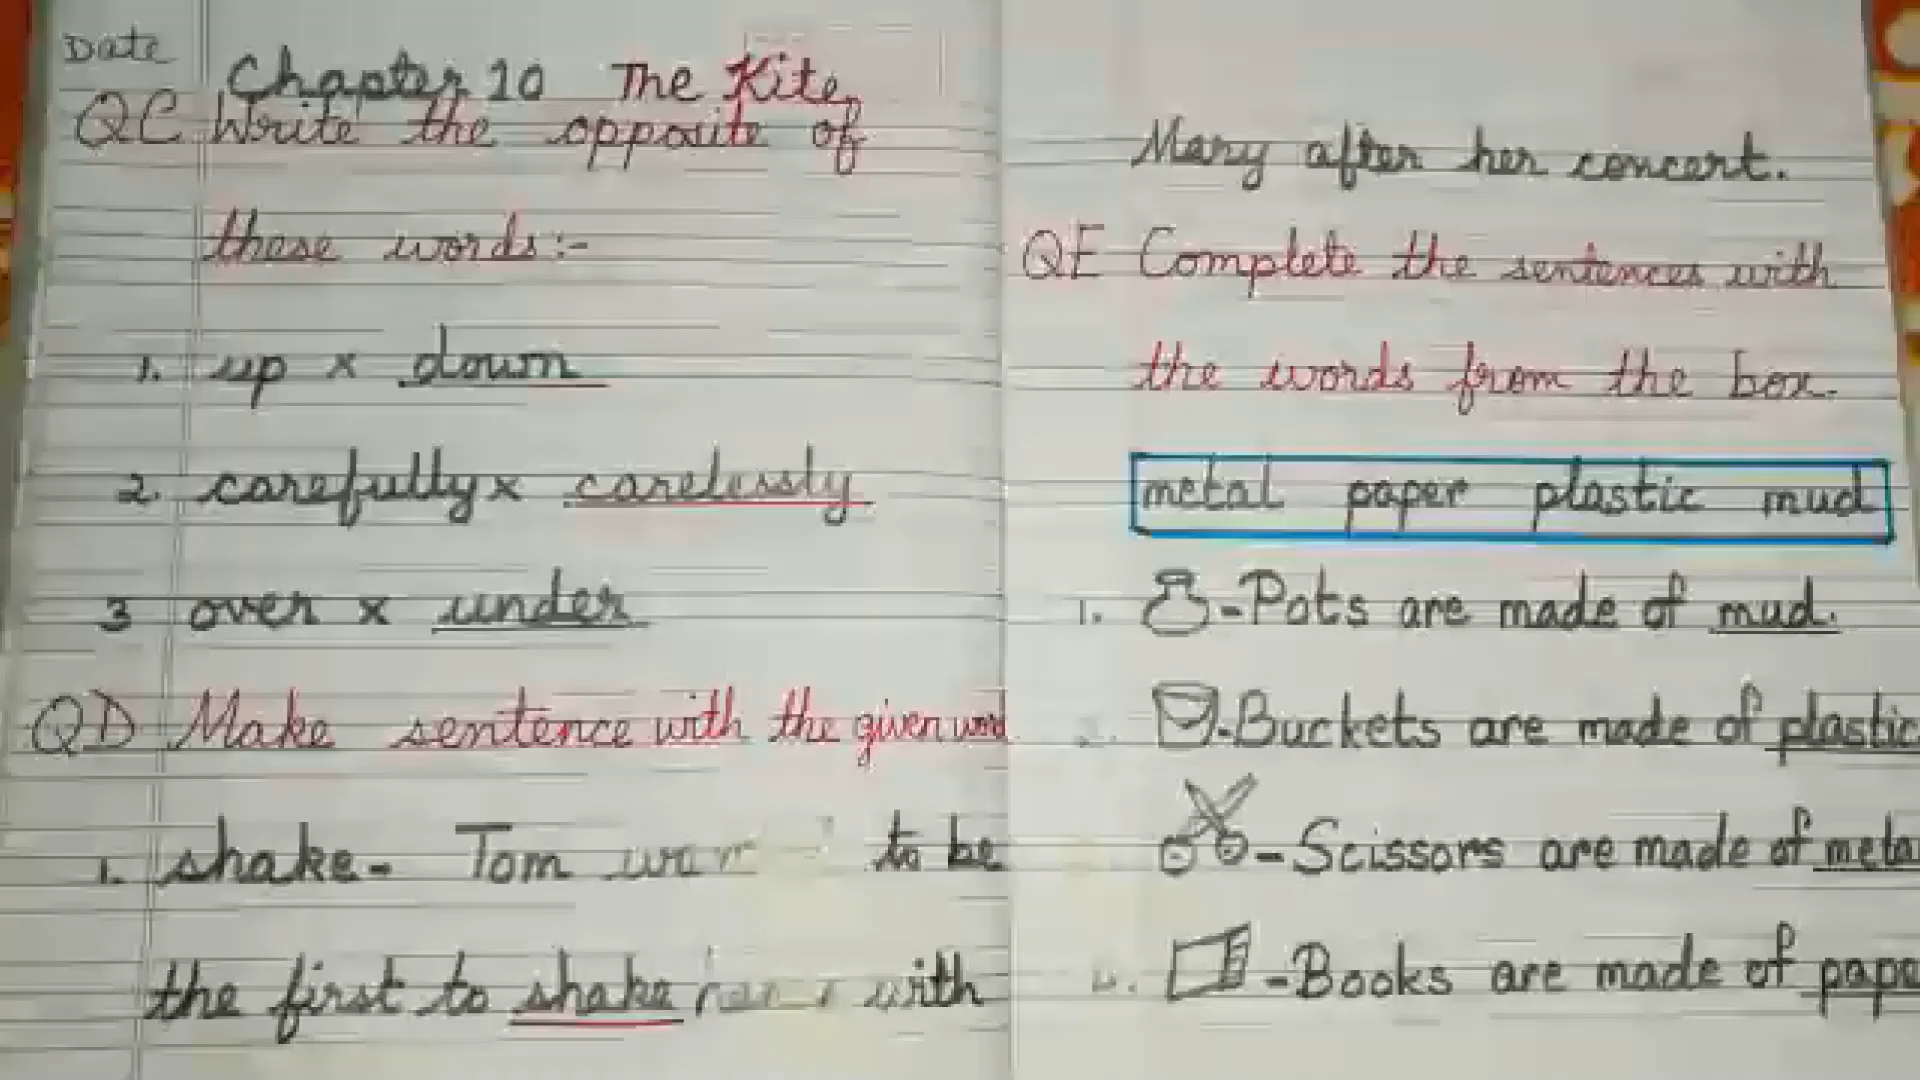 Date
Chapter 10 The Kite
QC Write the opposite of
these words:-
1. up x down
2. carefully x carelessly
3 over x under
QD Make sentence with the given word
1. shake- Tom to be
the first to shake with
Mary after her concert.
QE Complete the sentences with
the words from the box.
metal paper plastic mud
1. -Pots are made of mud.
2. -Buckets are made of plastic
-Scissors are made of meta
4. -Books are made of pape